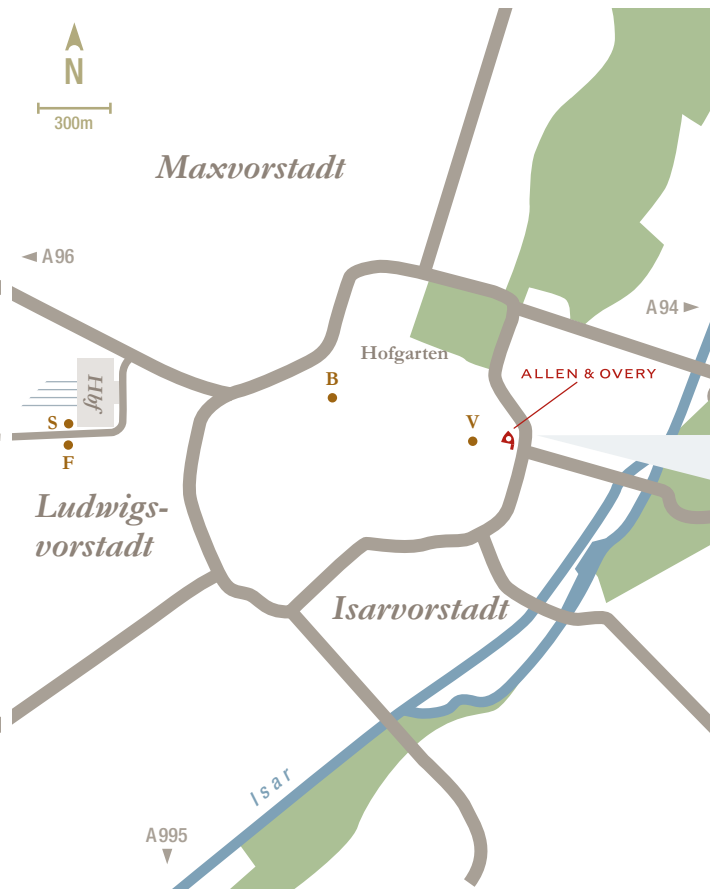 N
300m
Maxvorstadt
A96
A94
Hofgarten
ALLEN & OVERY
Hbf
B
S
V
F
Ludwigs-
vorstadt
Isarvorstadt
Isar
A995